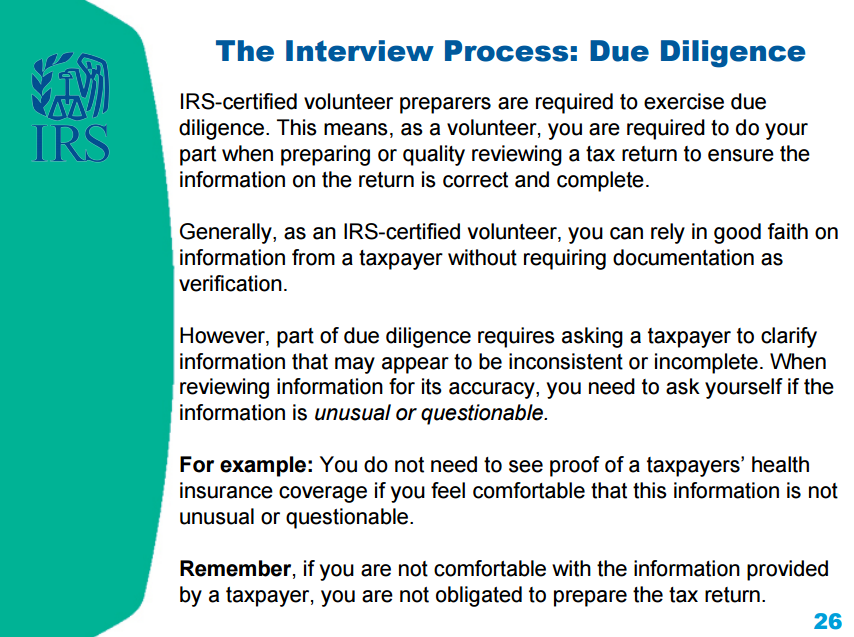 The Interview Process: Due Diligence
IRS
IRS-certified volunteer preparers are required to exercise due
diligence. This means, as a volunteer, you are required to do your
part when preparing or quality reviewing a tax return to ensure the
information on the return is correct and complete.
Generally, as an IRS-certified volunteer, you can rely in good faith on
information from a taxpayer without requiring documentation as
verification.
However, part of due diligence requires asking a taxpayer to clarify
information that may appear to be inconsistent or incomplete. When
reviewing information for its accuracy, you need to ask yourself if the
information is unusual or questionable.
For example: You do not need to see proof of a taxpayers’ health
insurance coverage if you feel comfortable that this information is not
unusual or questionable.
Remember, if you are not comfortable with the information provided
by a taxpayer, you are not obligated to prepare the tax return.
26